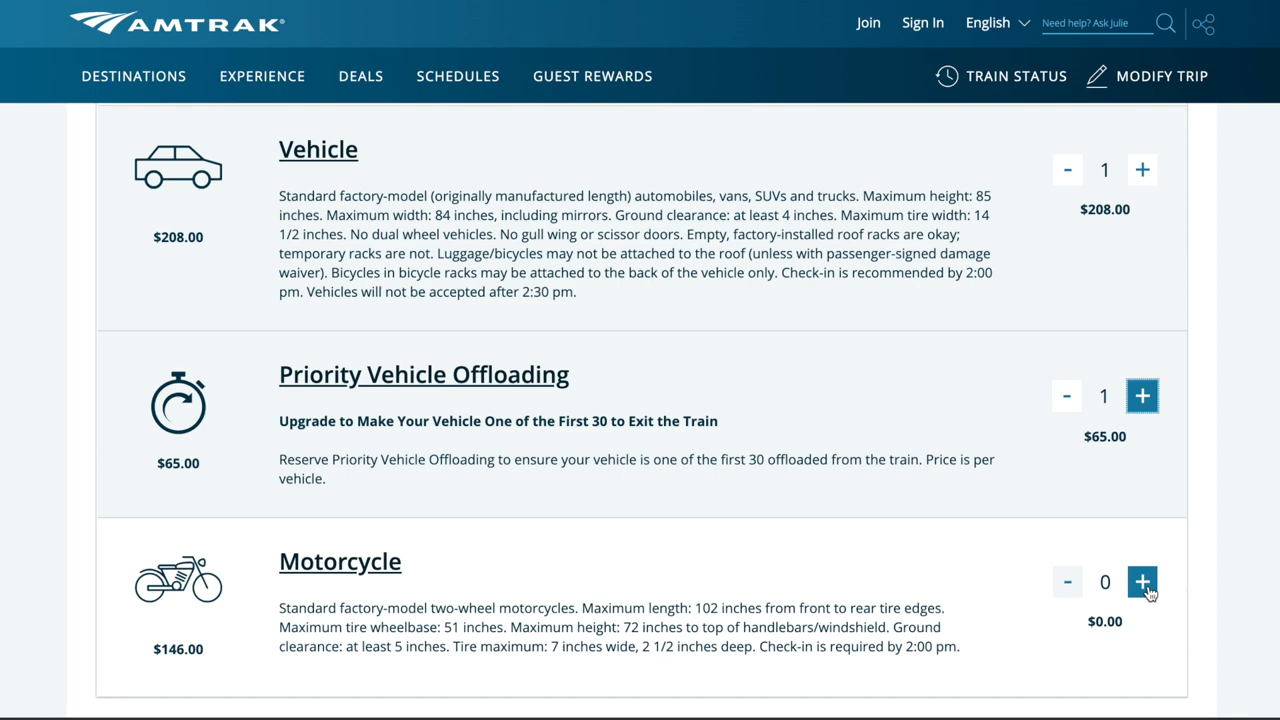 AMTRAK®
Join Sign In English Need help? Ask Julie
DESTINATIONS EXPERIENCE DEALS SCHEDULES GUEST REWARDS TRAIN STATUS MODIFY TRIP
Vehicle
- 1 +
Standard factory-model (originally manufactured length) automobiles, vans, SUVs and trucks. Maximum height: 85
inches. Maximum width: 84 inches, including mirrors. Ground clearance: at least 4 inches. Maximum tire width: 14
1/2 inches. No dual wheel vehicles. No gull wing or scissor doors. Empty, factory-installed roof racks are okay;
temporary racks are not. Luggage/bicycles may not be attached to the roof (unless with passenger-signed damage
waiver). Bicycles in bicycle racks may be attached to the back of the vehicle only. Check-in is recommended by 2:00
pm. Vehicles will not be accepted after 2:30 pm.
$208.00
$208.00
Priority Vehicle Offloading
- 1 +
Upgrade to Make Your Vehicle One of the First 30 to Exit the Train
$65.00
$65.00
Reserve Priority Vehicle Offloading to ensure your vehicle is one of the first 30 offloaded from the train. Price is per
vehicle.
Motorcycle
- 0 +
Standard factory-model two-wheel motorcycles. Maximum length: 102 inches from front to rear tire edges.
Maximum tire wheelbase: 51 inches. Maximum height: 72 inches to top of handlebars/windshield. Ground
clearance: at least 5 inches. Tire maximum: 7 inches wide, 2 1/2 inches deep. Check-in is required by 2:00 pm.
$0.00
$146.00